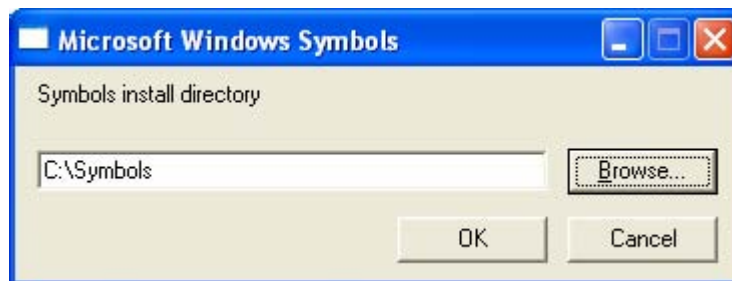 Microsoft Windows Symbols
Symbols install directory
C:\Symbols
Browse...
OK
Cancel